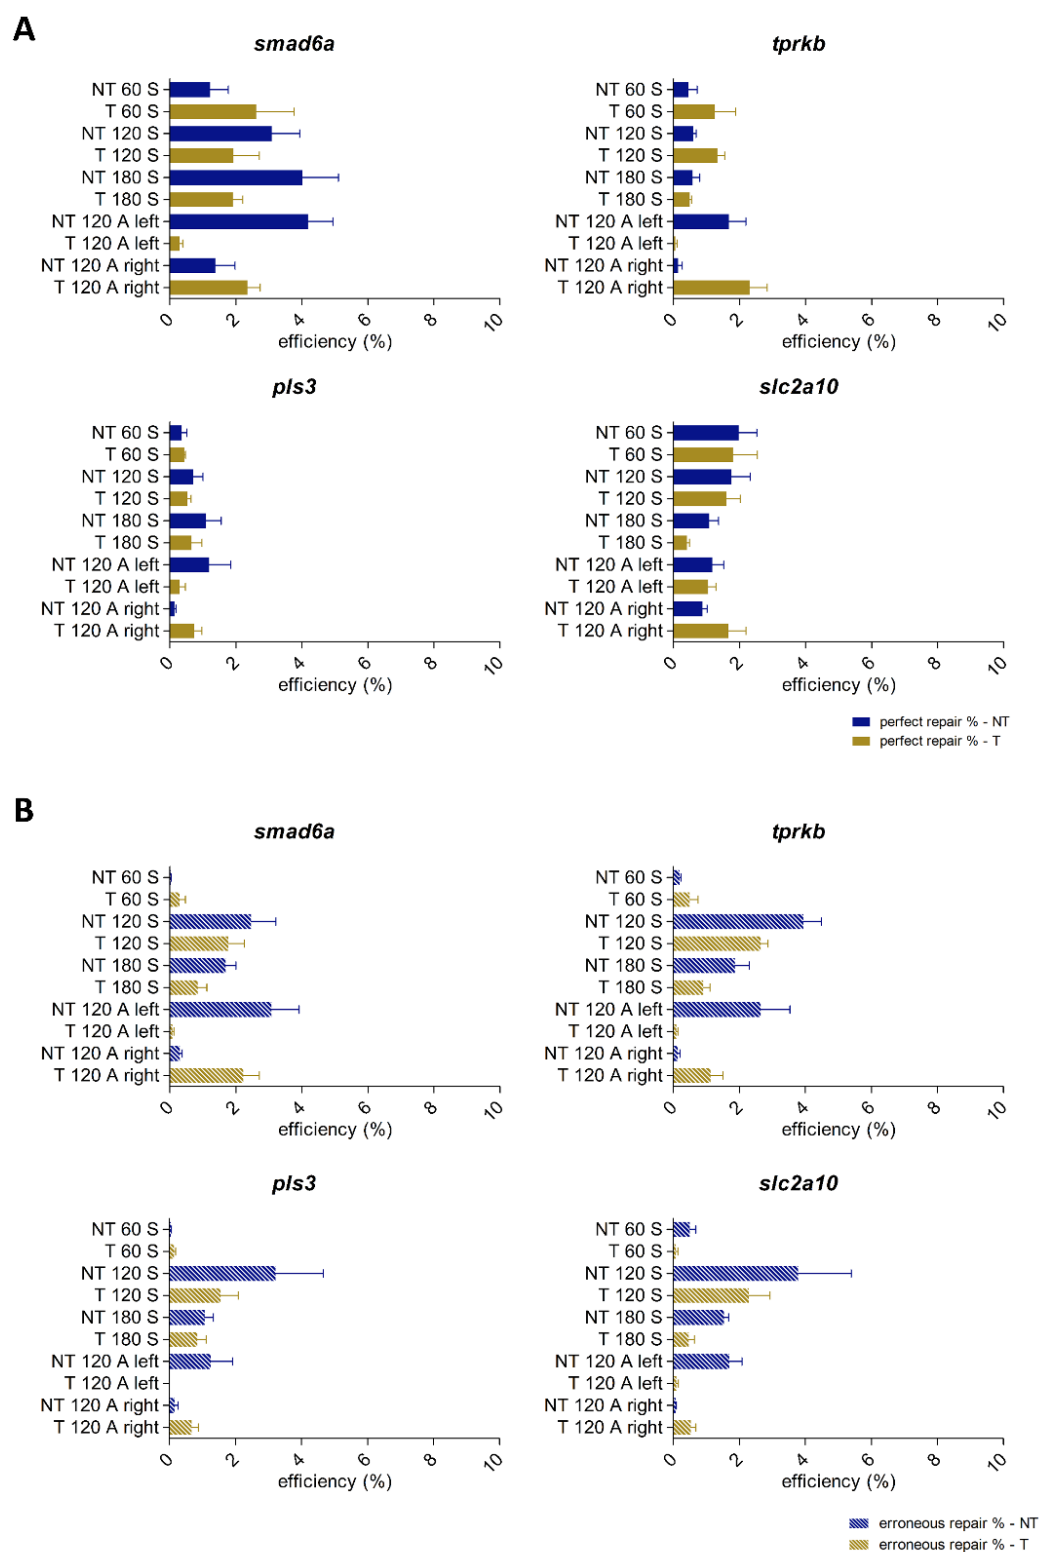 A
smad6a
NT 60 S
T 60 S
NT 120 S
T 120 S
NT 180 S
T 180 S
NT 120 A left
T 120 A left
NT 120 A right
T 120 A right
0 2 4 6 8 10
efficiency (%)
tprkb
NT 60 S
T 60 S
NT 120 S
T 120 S
NT 180 S
T 180 S
NT 120 A left
T 120 A left
NT 120 A right
T 120 A right
0 2 4 6 8 10
efficiency (%)
pls3
NT 60 S
T 60 S
NT 120 S
T 120 S
NT 180 S
T 180 S
NT 120 A left
T 120 A left
NT 120 A right
T 120 A right
0 2 4 6 8 10
efficiency (%)
slc2a10
NT 60 S
T 60 S
NT 120 S
T 120 S
NT 180 S
T 180 S
NT 120 A left
T 120 A left
NT 120 A right
T 120 A right
0 2 4 6 8 10
efficiency (%)
perfect repair % - NT
perfect repair % - T
B
smad6a
NT 60 S
T 60 S
NT 120 S
T 120 S
NT 180 S
T 180 S
NT 120 A left
T 120 A left
NT 120 A right
T 120 A right
0 2 4 6 8 10
efficiency (%)
tprkb
NT 60 S
T 60 S
NT 120 S
T 120 S
NT 180 S
T 180 S
NT 120 A left
T 120 A left
NT 120 A right
T 120 A right
0 2 4 6 8 10
efficiency (%)
pls3
NT 60 S
T 60 S
NT 120 S
T 120 S
NT 180 S
T 180 S
NT 120 A left
T 120 A left
NT 120 A right
T 120 A right
0 2 4 6 8 10
efficiency (%)
slc2a10
NT 60 S
T 60 S
NT 120 S
T 120 S
NT 180 S
T 180 S
NT 120 A left
T 120 A left
NT 120 A right
T 120 A right
0 2 4 6 8 10
efficiency (%)
erroneous repair % - NT
erroneous repair % - T